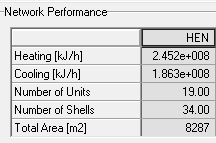 Network Performance
HEN
Heating [kJ/h] 2.452e+008
Cooling [kJ/h] 1.863e+008
Number of Units 19.00
Number of Shells 34.00
Total Area [m2] 8287